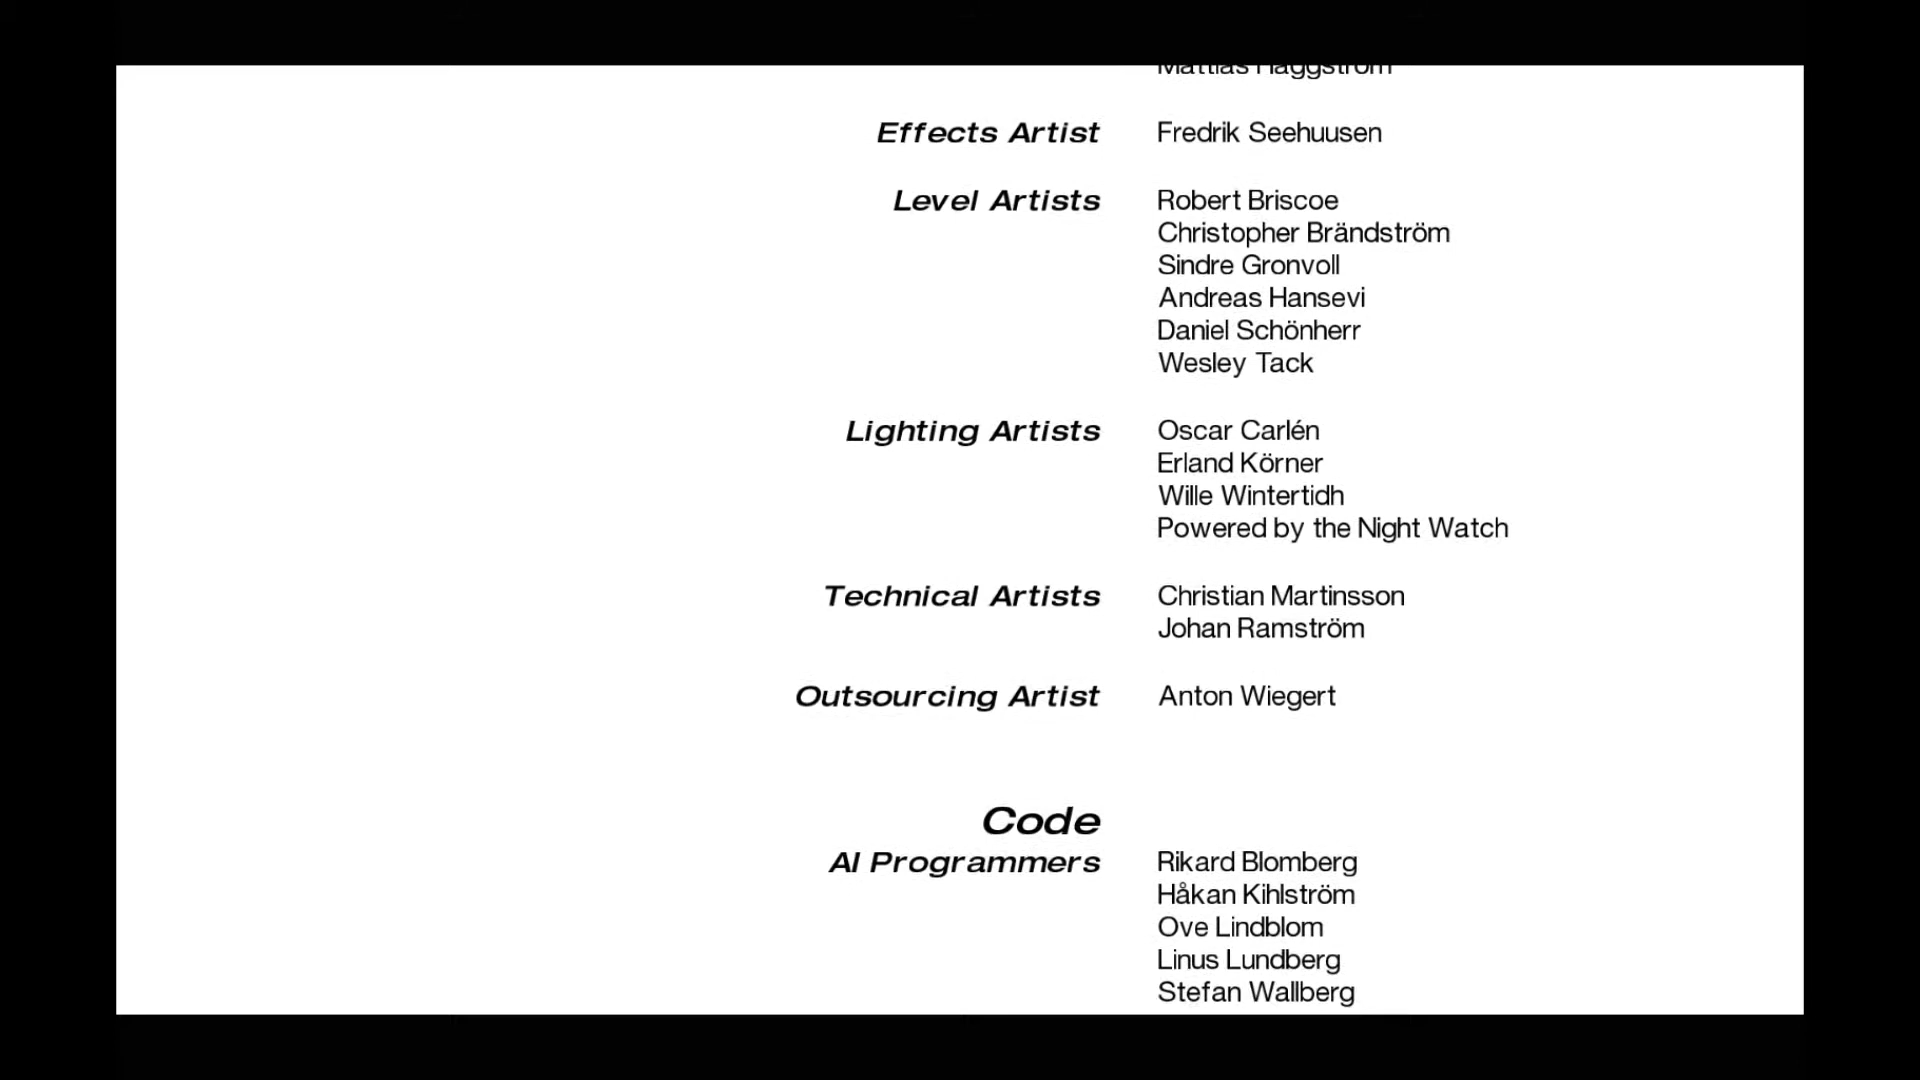 Mattias Häggström
Effects Artist Fredrik Seehuusen
Level Artists Robert Briscoe
Christopher Brändström
Sindre Gronvoll
Andreas Hansevi
Daniel Schönherr
Wesley Tack
Lighting Artists Oscar Carlén
Erland Körner
Wille Wintertidh
Powered by the Night Watch
Technical Artists Christian Martinsson
Johan Ramström
Outsourcing Artist Anton Wiegert
Code
AI Programmers Rikard Blomberg
Håkan Kihlström
Ove Lindblom
Linus Lundberg
Stefan Wallberg